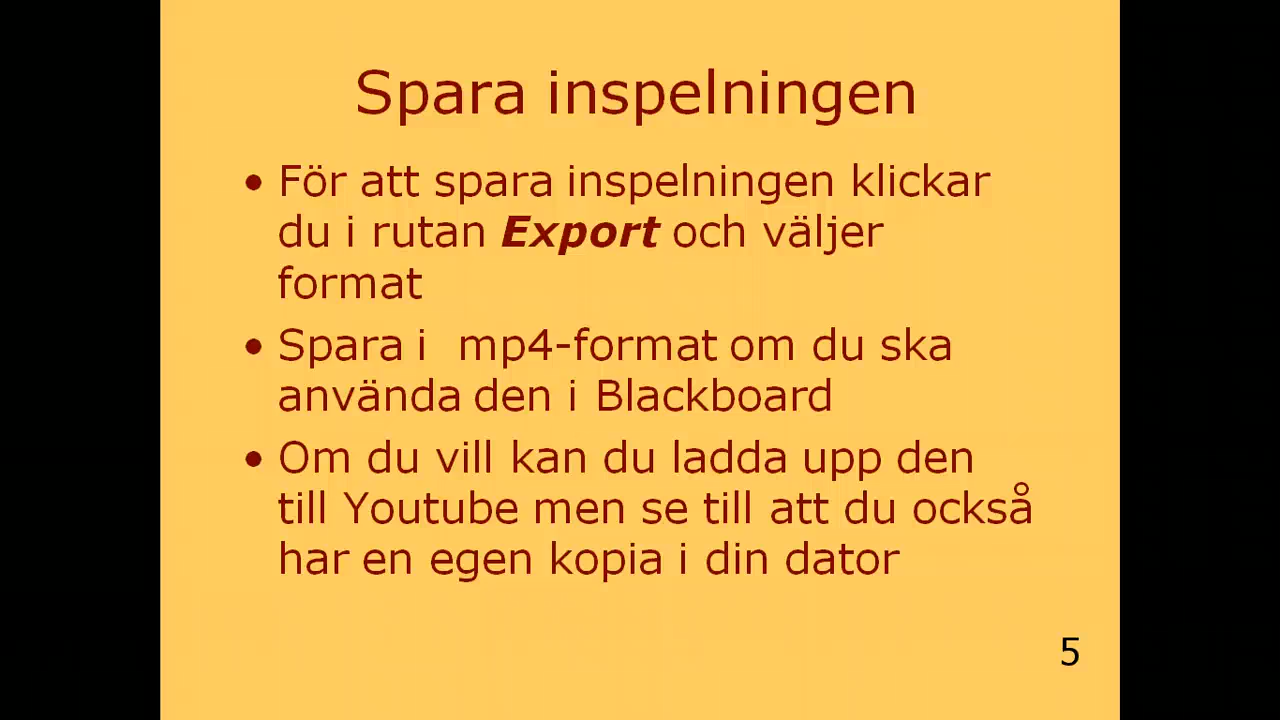 Spara inspelningen
• För att spara inspelningen klickar
du i rutan Export och väljer
format
• Spara i  mp4-format om du ska
använda den i Blackboard
• Om du vill kan du ladda upp den
till Youtube men se till att du också
har en egen kopia i din dator
5